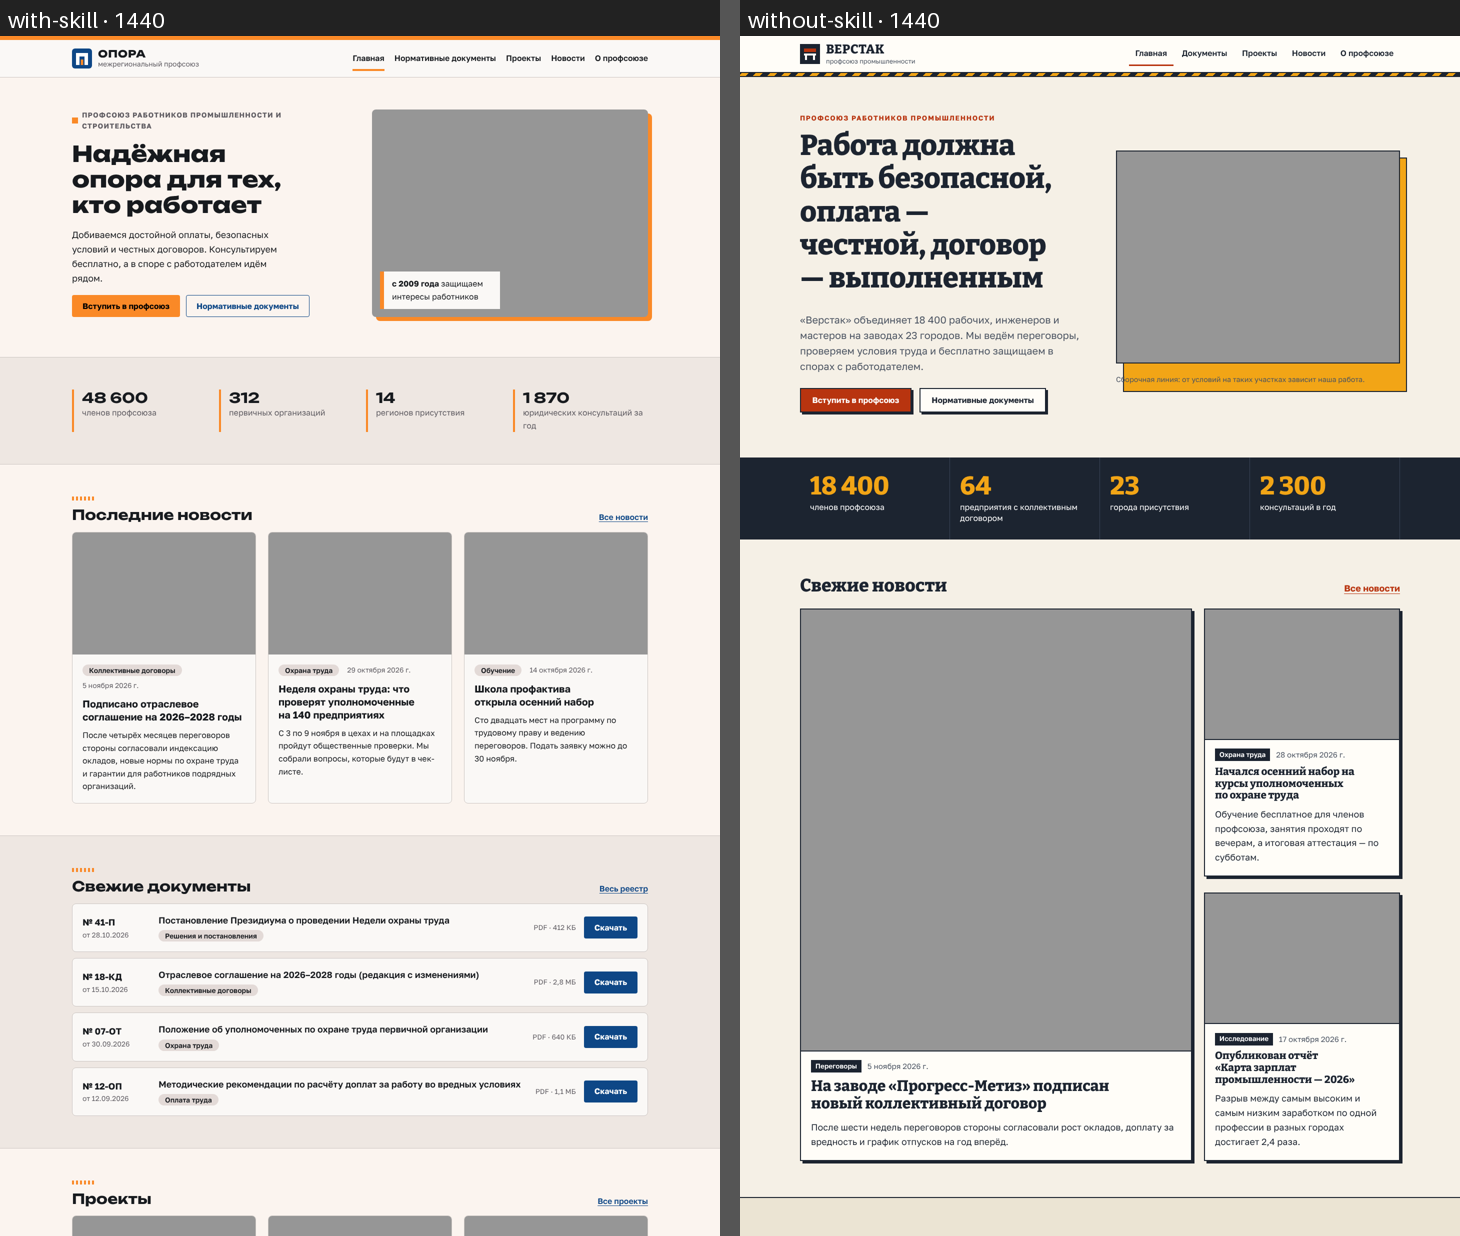 with-skill · 1440
ОПОРА
межрегиональный профсоюз
Главная Нормативные документы Проекты Новости О профсоюзе
ПРОФСОЮЗ РАБОТНИКОВ ПРОМЫШЛЕННОСТИ И
СТРОИТЕЛЬСТВА
Надёжная
опора для тех,
кто работает
Добиваемся достойной оплаты, безопасных
условий и честных договоров. Консультируем
бесплатно, а в споре с работодателем идём
рядом.
Вступить в профсоюз Нормативные документы
с 2009 года защищаем
интересы работников
48 600 312 14 1 870
членов профсоюза первичных организаций регионов присутствия юридических консультаций за
год
Последние новости Все новости
Коллективные договоры
5 ноября 2026 г.
Подписано отраслевое
соглашение на 2026–2028 годы
После четырёх месяцев переговоров
стороны согласовали индексацию
окладов, новые нормы по охране труда
и гарантии для работников подрядных
организаций.
Охрана труда 29 октября 2026 г.
Неделя охраны труда: что
проверят уполномоченные
на 140 предприятиях
С 3 по 9 ноября в цехах и на площадках
пройдут общественные проверки. Мы
собрали вопросы, которые будут в чек-
листе.
Обучение 14 октября 2026 г.
Школа профактива
открыла осенний набор
Сто двадцать мест на программу по
трудовому праву и ведению
переговоров. Подать заявку можно до
30 ноября.
Свежие документы Весь реестр
№ 41-П
от 28.10.2026
Постановление Президиума о проведении Недели охраны труда
Решения и постановления
PDF · 412 КБ Скачать
№ 18-КД
от 15.10.2026
Отраслевое соглашение на 2026–2028 годы (редакция с изменениями)
Коллективные договоры
PDF · 2,8 МБ Скачать
№ 07-ОТ
от 30.09.2026
Положение об уполномоченных по охране труда первичной организации
Охрана труда
PDF · 640 КБ Скачать
№ 12-ОП
от 12.09.2026
Методические рекомендации по расчёту доплат за работу во вредных условиях
Оплата труда
PDF · 1,1 МБ Скачать
Проекты Все проекты
without-skill · 1440
ВЕРСТАК
профсоюз промышленности
Главная Документы Проекты Новости О профсоюзе
ПРОФСОЮЗ РАБОТНИКОВ ПРОМЫШЛЕННОСТИ
Работа должна
быть безопасной,
оплата —
честной, договор
— выполненным
«Верстак» объединяет 18 400 рабочих, инженеров и
мастеров на заводах 23 городов. Мы ведём переговоры,
проверяем условия труда и бесплатно защищаем в
спорах с работодателем.
Вступить в профсоюз Нормативные документы
Сборочная линия: от условий на таких участках зависит наша работа.
18 400 64 23 2 300
членов профсоюза предприятия с коллективным города присутствия консультаций в год
договором
Свежие новости Все новости
Переговоры 5 ноября 2026 г.
На заводе «Прогресс-Метиз» подписан
новый коллективный договор
После шести недель переговоров стороны согласовали рост окладов, доплату за
вредность и график отпусков на год вперёд.
Охрана труда 28 октября 2026 г.
Начался осенний набор на
курсы уполномоченных
по охране труда
Обучение бесплатное для членов
профсоюза, занятия проходят по
вечерам, а итоговая аттестация — по
субботам.
Исследование 17 октября 2026 г.
Опубликован отчёт
«Карта зарплат
промышленности — 2026»
Разрыв между самым высоким и
самым низким заработком по одной
профессии в разных городах
достигает 2,4 раза.